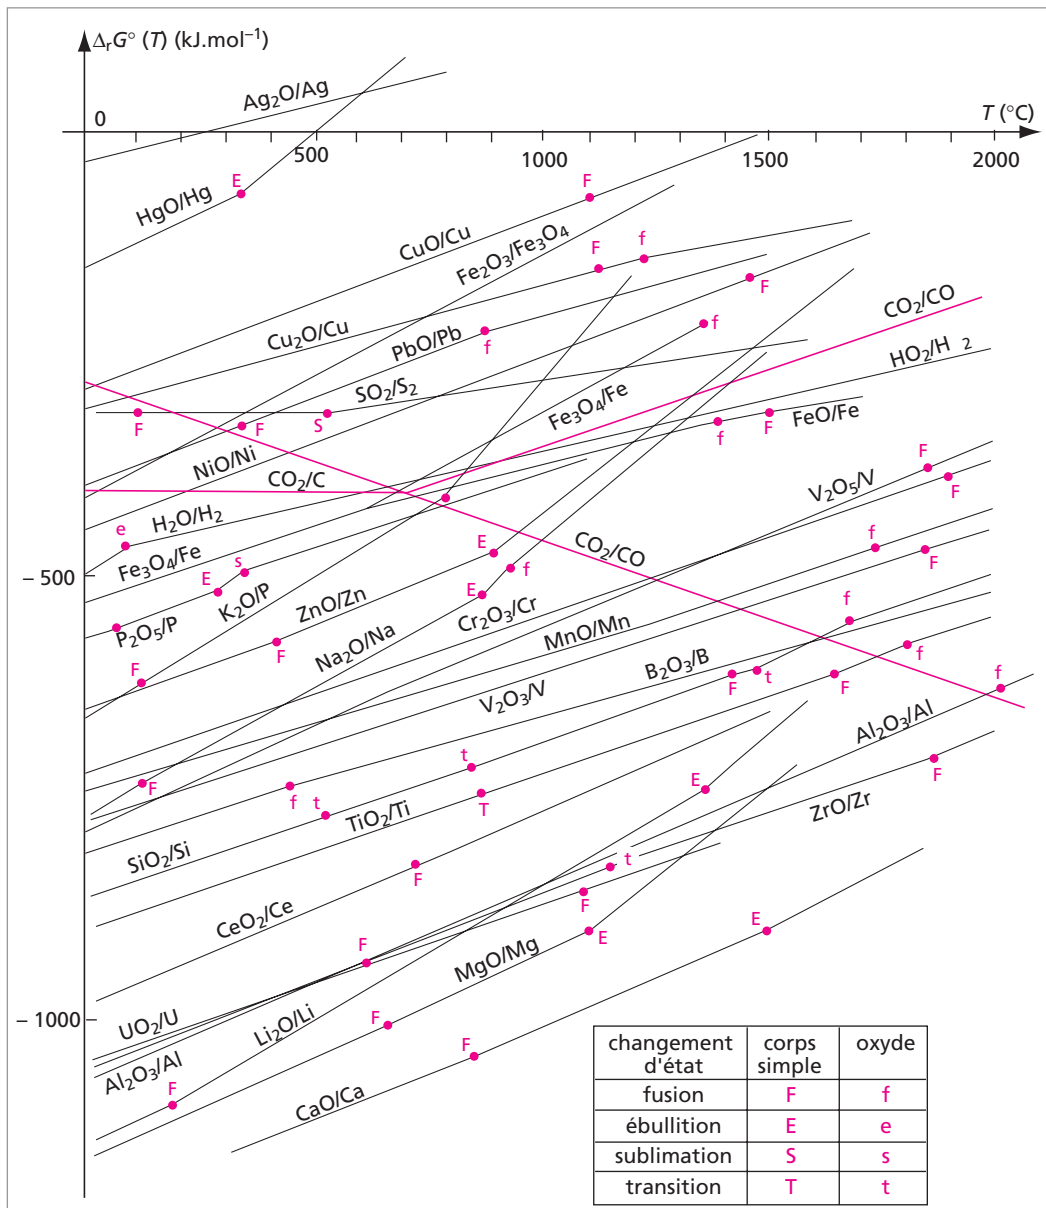 ΔrG° (T) (kJ.mol⁻¹)
Ag₂O/Ag
0
T (°C)
500
1000
1500
2000
E
F
HgO/Hg
CuO/Cu
Fe₂O₃/Fe₃O₄
F
f
Cu₂O/Cu
PbO/Pb
f
F
f
CO₂/CO
HO₂/H ₂
SO₂/S₂
F
F
S
Fe₃O₄/Fe
FeO/Fe
f
F
NiO/Ni
CO₂/C
e
H₂O/H₂
V₂O₅/V
F
F
Fe₃O₄/Fe
s
E
E
CO₂/CO
f
F
P₂O₅/P
K₂O/P
ZnO/Zn
E
f
Cr₂O₃/Cr
MnO/Mn
f
F
F
Na₂O/Na
B₂O₃/B
V₂O₃/V
F
t
F
f
f
Al₂O₃/Al
t
E
F
F
f
t
TiO₂/Ti
T
ZrO/Zr
SiO₂/Si
F
t
CeO₂/Ce
F
F
E
E
MgO/Mg
– 1000
– 500
UO₂/U
Li₂O/Li
F
F
Al₂O₃/Al
F
CaO/Ca
changement d'état
corps simple
oxyde
fusion F f
ébullition E e
sublimation S s
transition T t